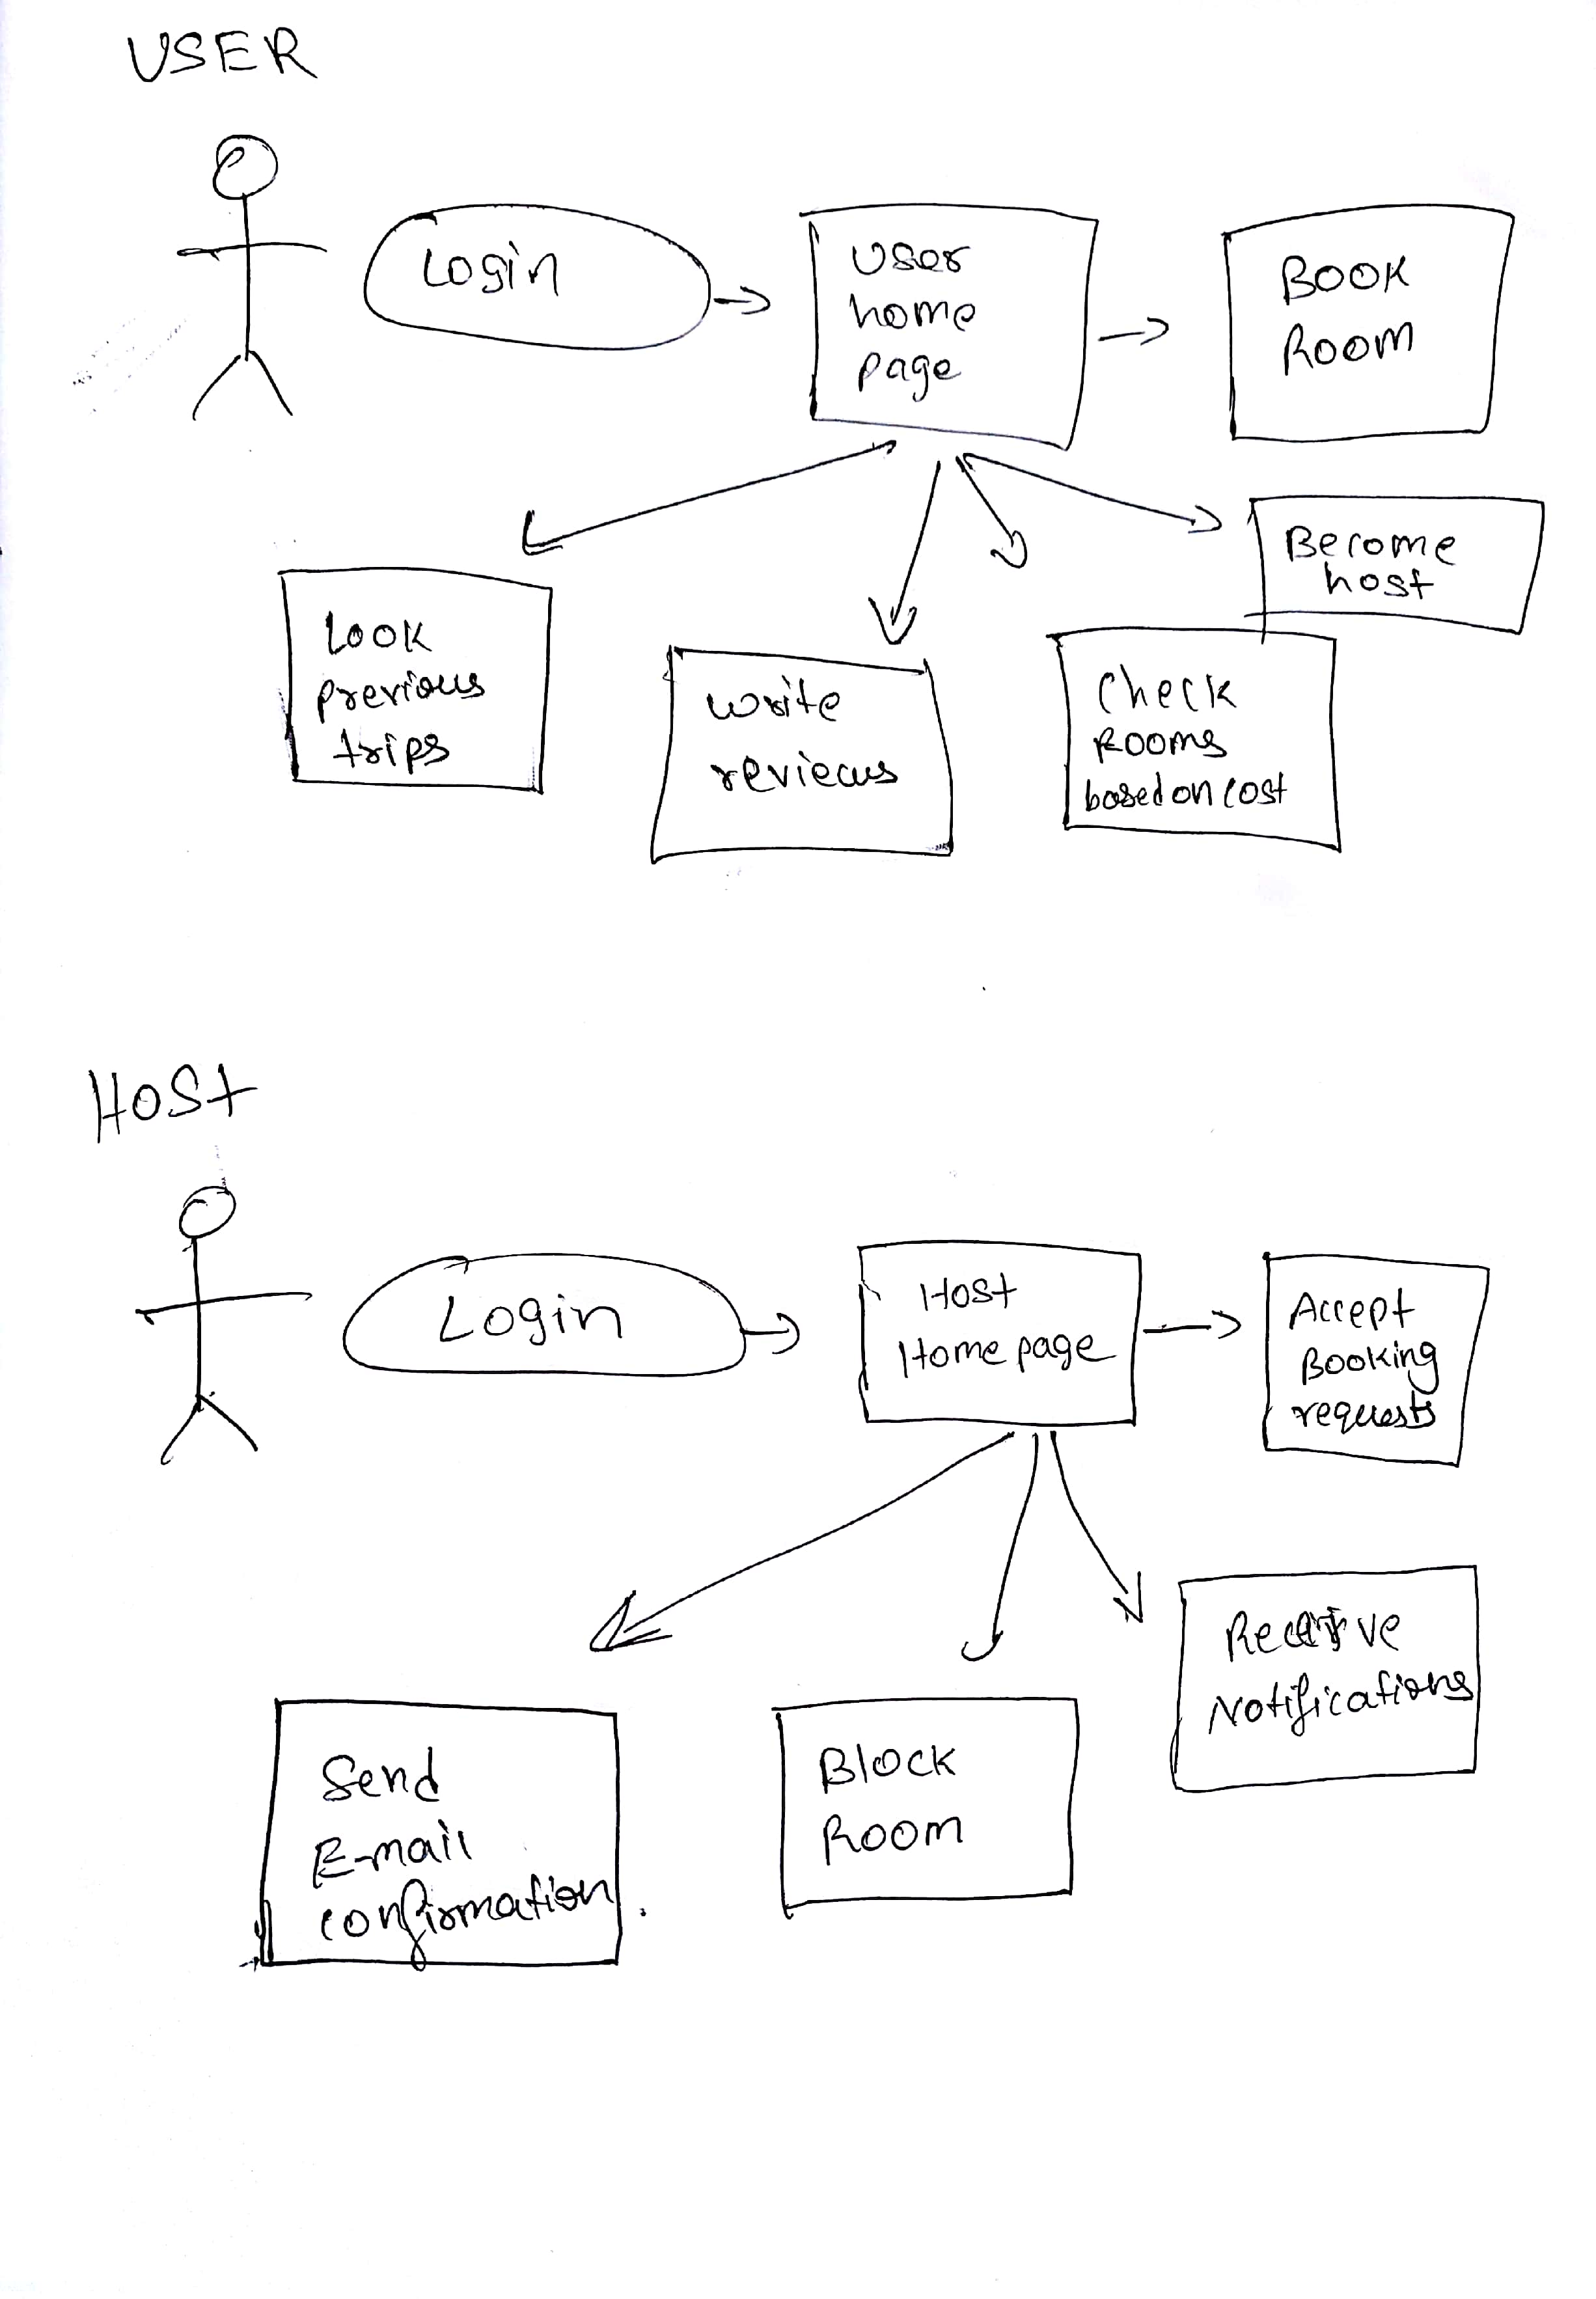 USER
Login
User
home
page
BOOK
Room
Become
host
Look
previous
trips
write
reviews
Check
Rooms
based on cost
HOST
Login
Host
Home page
Accept
Booking
requests
Receive
Notifications
Send
E-mail
confirmation.
Block
Room